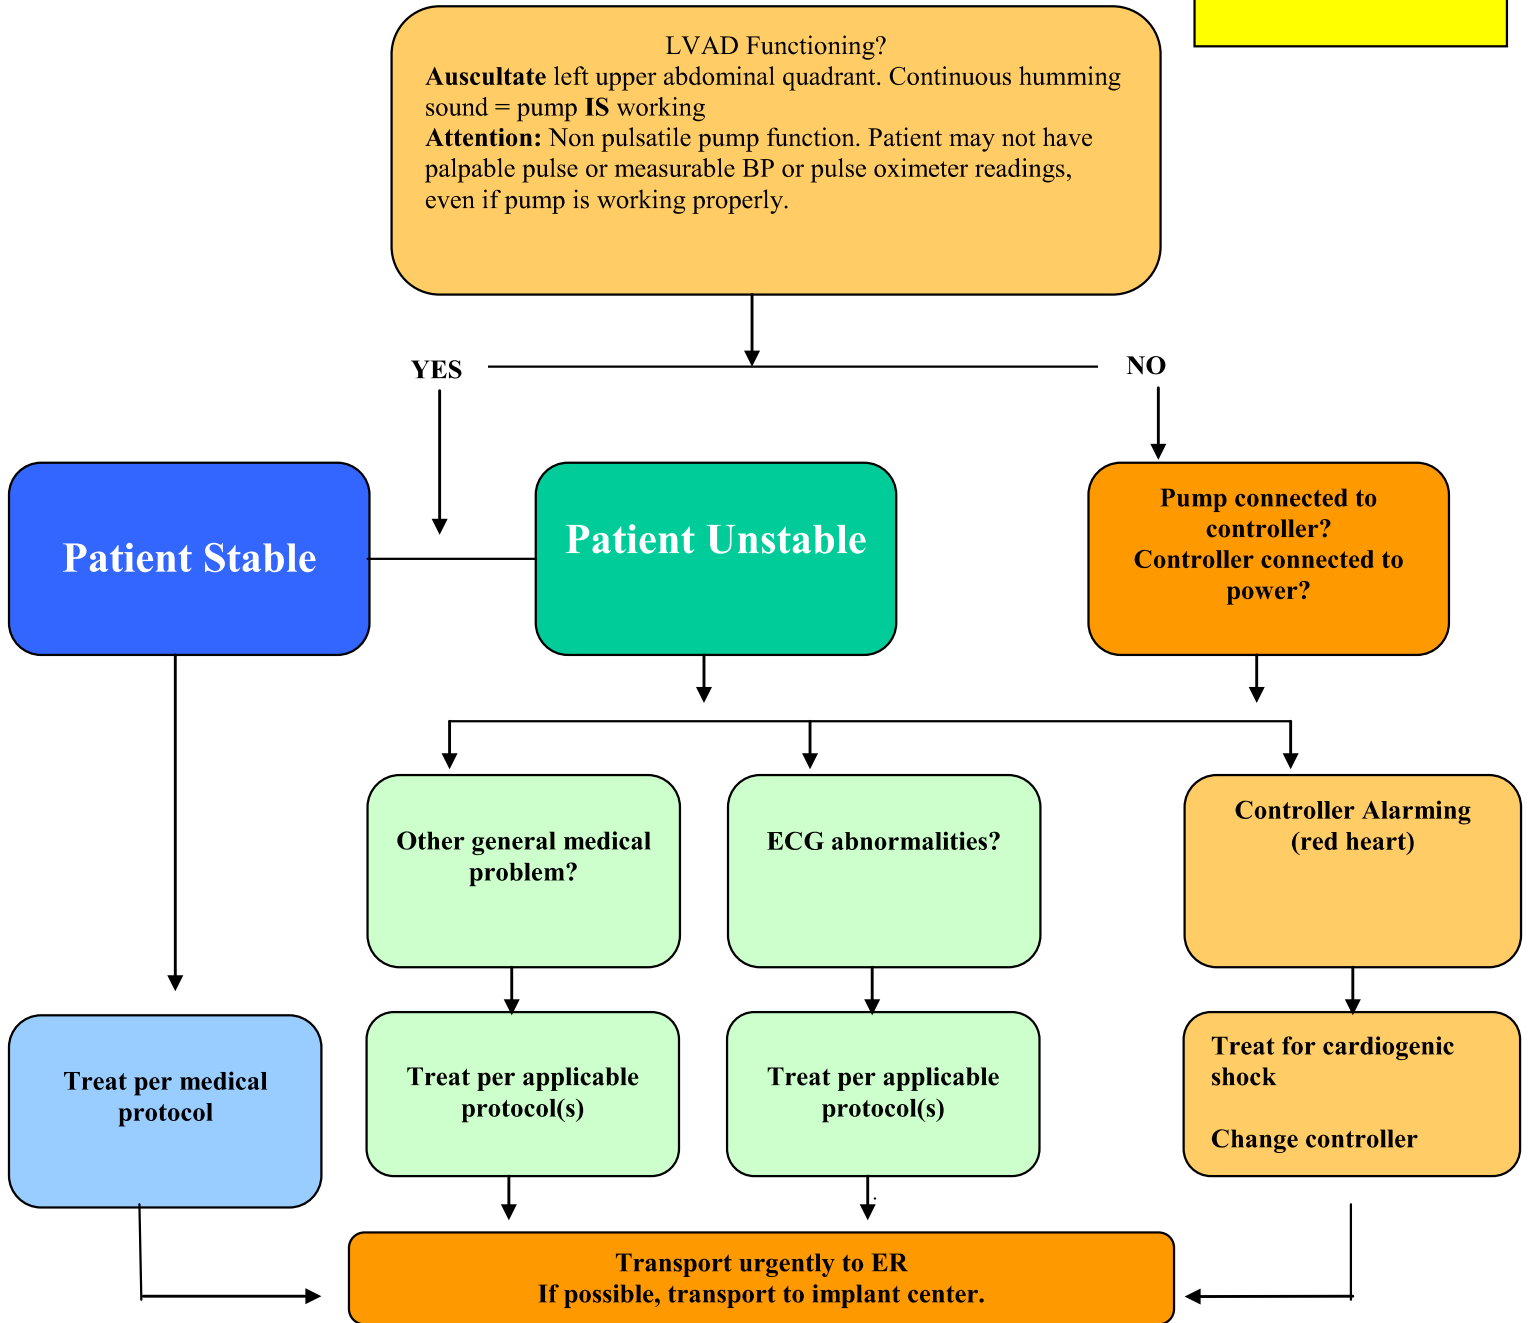 LVAD Functioning?
Auscultate left upper abdominal quadrant. Continuous humming
sound = pump IS working
Attention: Non pulsatile pump function. Patient may not have
palpable pulse or measurable BP or pulse oximeter readings,
even if pump is working properly.
YES
NO
Patient Stable
Patient Unstable
Pump connected to
controller?
Controller connected to
power?
Other general medical
problem?
ECG abnormalities?
Controller Alarming
(red heart)
Treat per medical
protocol
Treat per applicable
protocol(s)
Treat per applicable
protocol(s)
Treat for cardiogenic
shock
Change controller
Transport urgently to ER
If possible, transport to implant center.